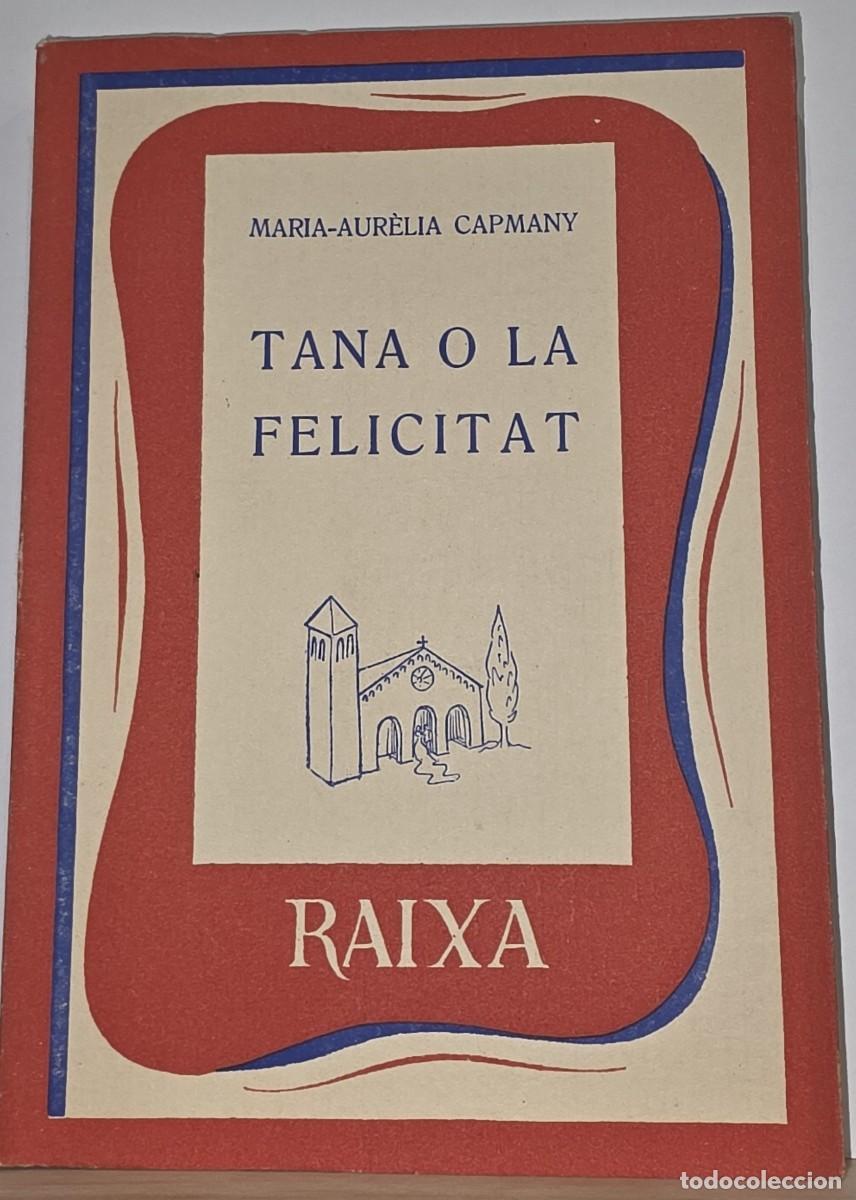 MARIA-AURÈLIA CAPMANY
TANA O LA
FELICITAT
RAIXA
todocoleccion